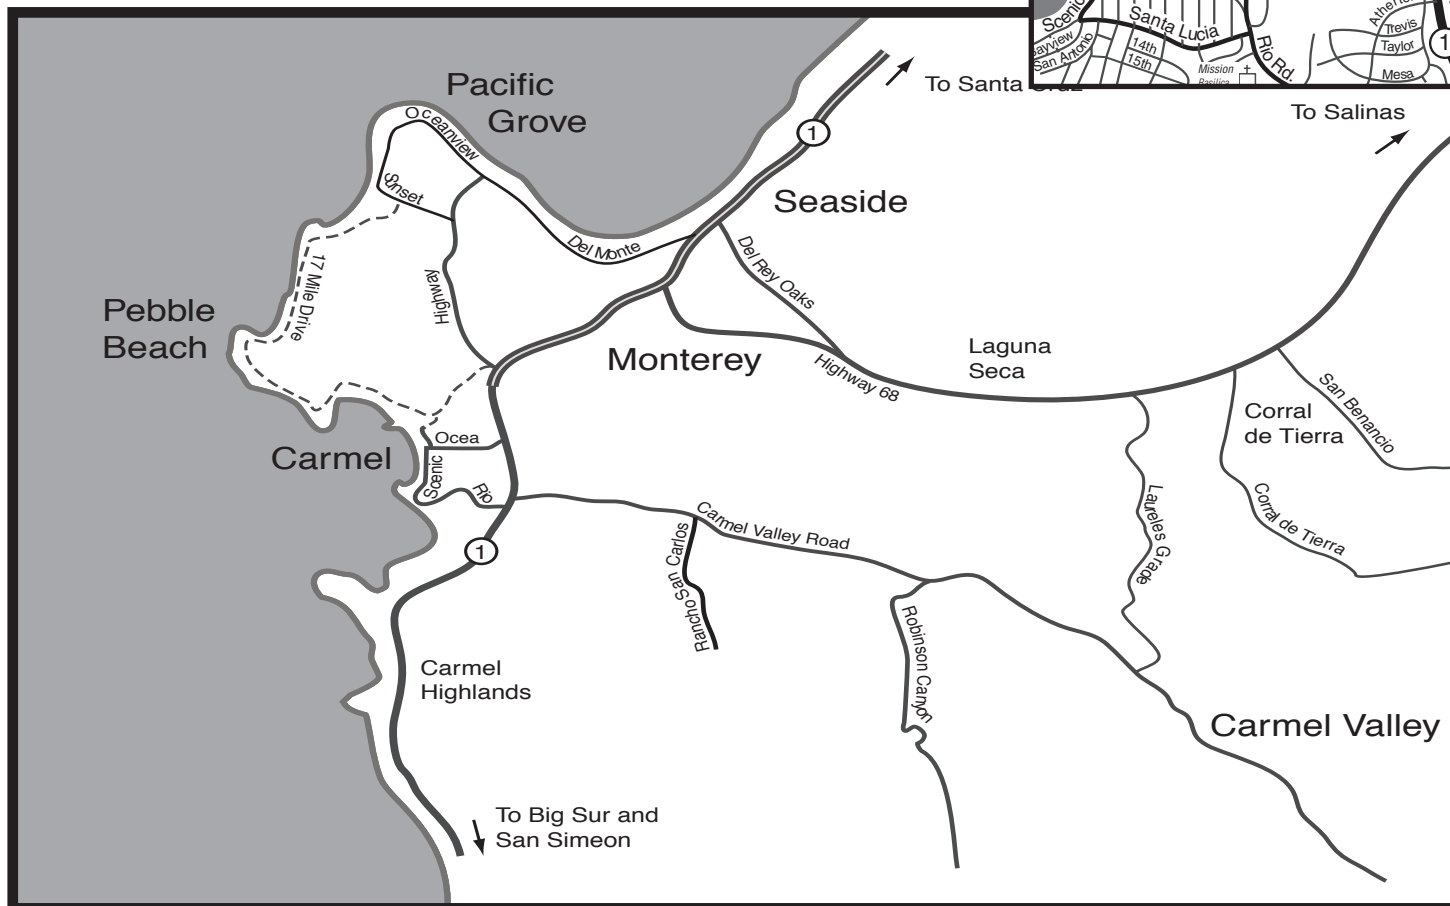 Scenic
Santa Lucia
Bayview
San Antonio
14th
15th
Mission
Basilica
Rio Rd.
Trevis
Taylor
Mesa
1
Pacific
Grove
To Santa Cruz
To Salinas
Oceanview
1
Sunset
Seaside
Del Monte
Del Rey Oaks
17 Mile Drive
Highway
Pebble
Beach
Monterey
Highway 68
Laguna
Seca
San Benancio
Corral
de Tierra
Carmel
Ocea
Scenic
Rio
Corral de Tierra
Laureles Grade
Carmel Valley Road
Rancho San Carlos
1
Robinson Canyon
Carmel
Highlands
Carmel Valley
To Big Sur and
San Simeon